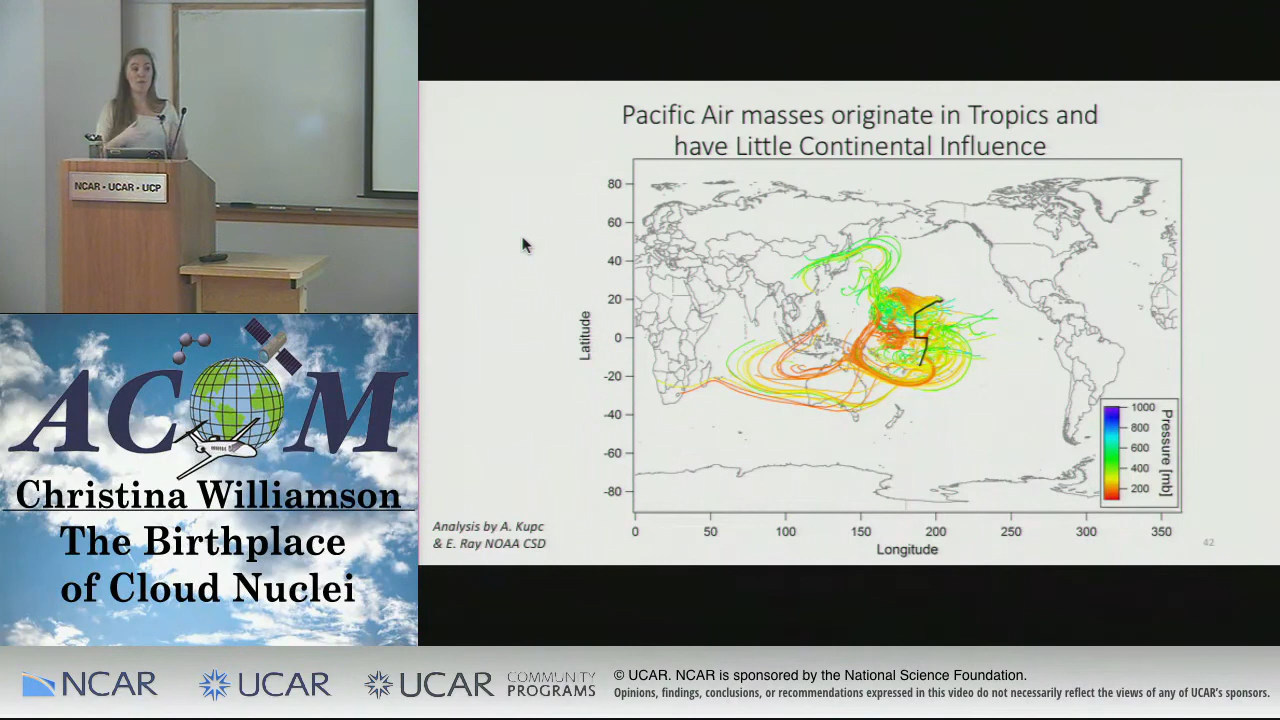 NCAR • UCAR • UCP
ACOM
Christina Williamson
The Birthplace
of Cloud Nuclei
Pacific Air masses originate in Tropics and
have Little Continental Influence
Latitude
80
60
40
20
0
-20
-40
-60
-80
0
50
100
150
200
250
300
350
Longitude
1000
800
600
400
200
Pressure [mb]
Analysis by A. Kupc
& E. Ray NOAA CSD
42
NCAR
UCAR
UCAR
COMMUNITY
PROGRAMS
© UCAR. NCAR is sponsored by the National Science Foundation.
Opinions, findings, conclusions, or recommendations expressed in this video do not necessarily reflect the views of any of UCAR's sponsors.